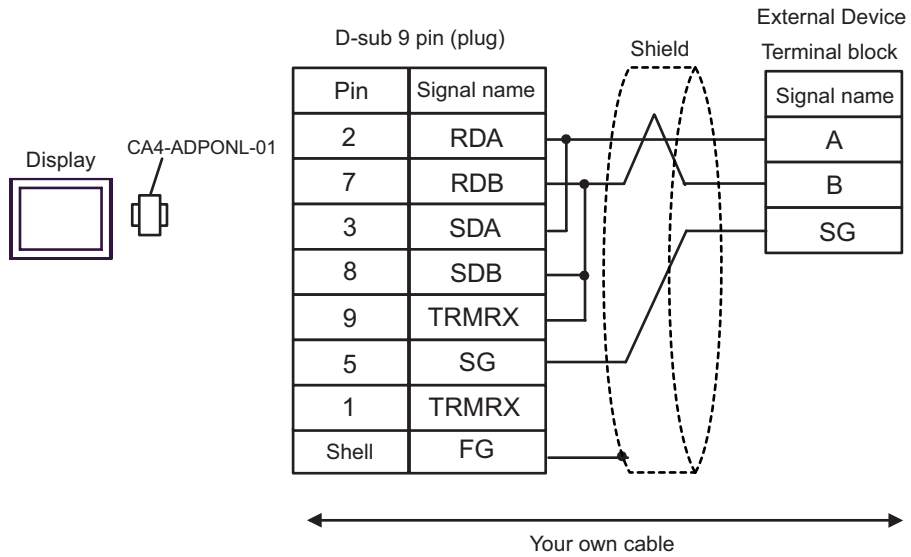 External Device
D-sub 9 pin (plug)
Shield
Terminal block
Pin Signal name
Signal name
2 RDA
A
CA4-ADPONL-01
Display
7 RDB
B
3 SDA
SG
8 SDB
9 TRMRX
5 SG
1 TRMRX
Shell FG
Your own cable